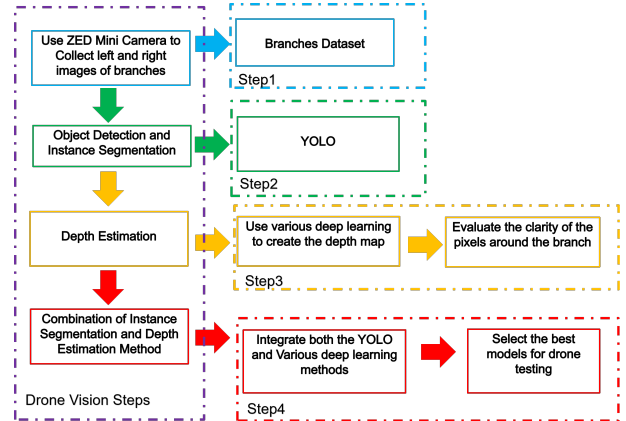 Use ZED Mini Camera to
Collect left and right
images of branches
Branches Dataset
Step1
Object Detection and
Instance Segmentation
YOLO
Step2
Depth Estimation
Use various deep learning
to create the depth map
Evaluate the clarity of the
pixels around the branch
Step3
Combination of Instance
Segmentation and Depth
Estimation Method
Integrate both the YOLO
and Various deep learning
methods
Select the best
models for drone
testing
Step4
Drone Vision Steps